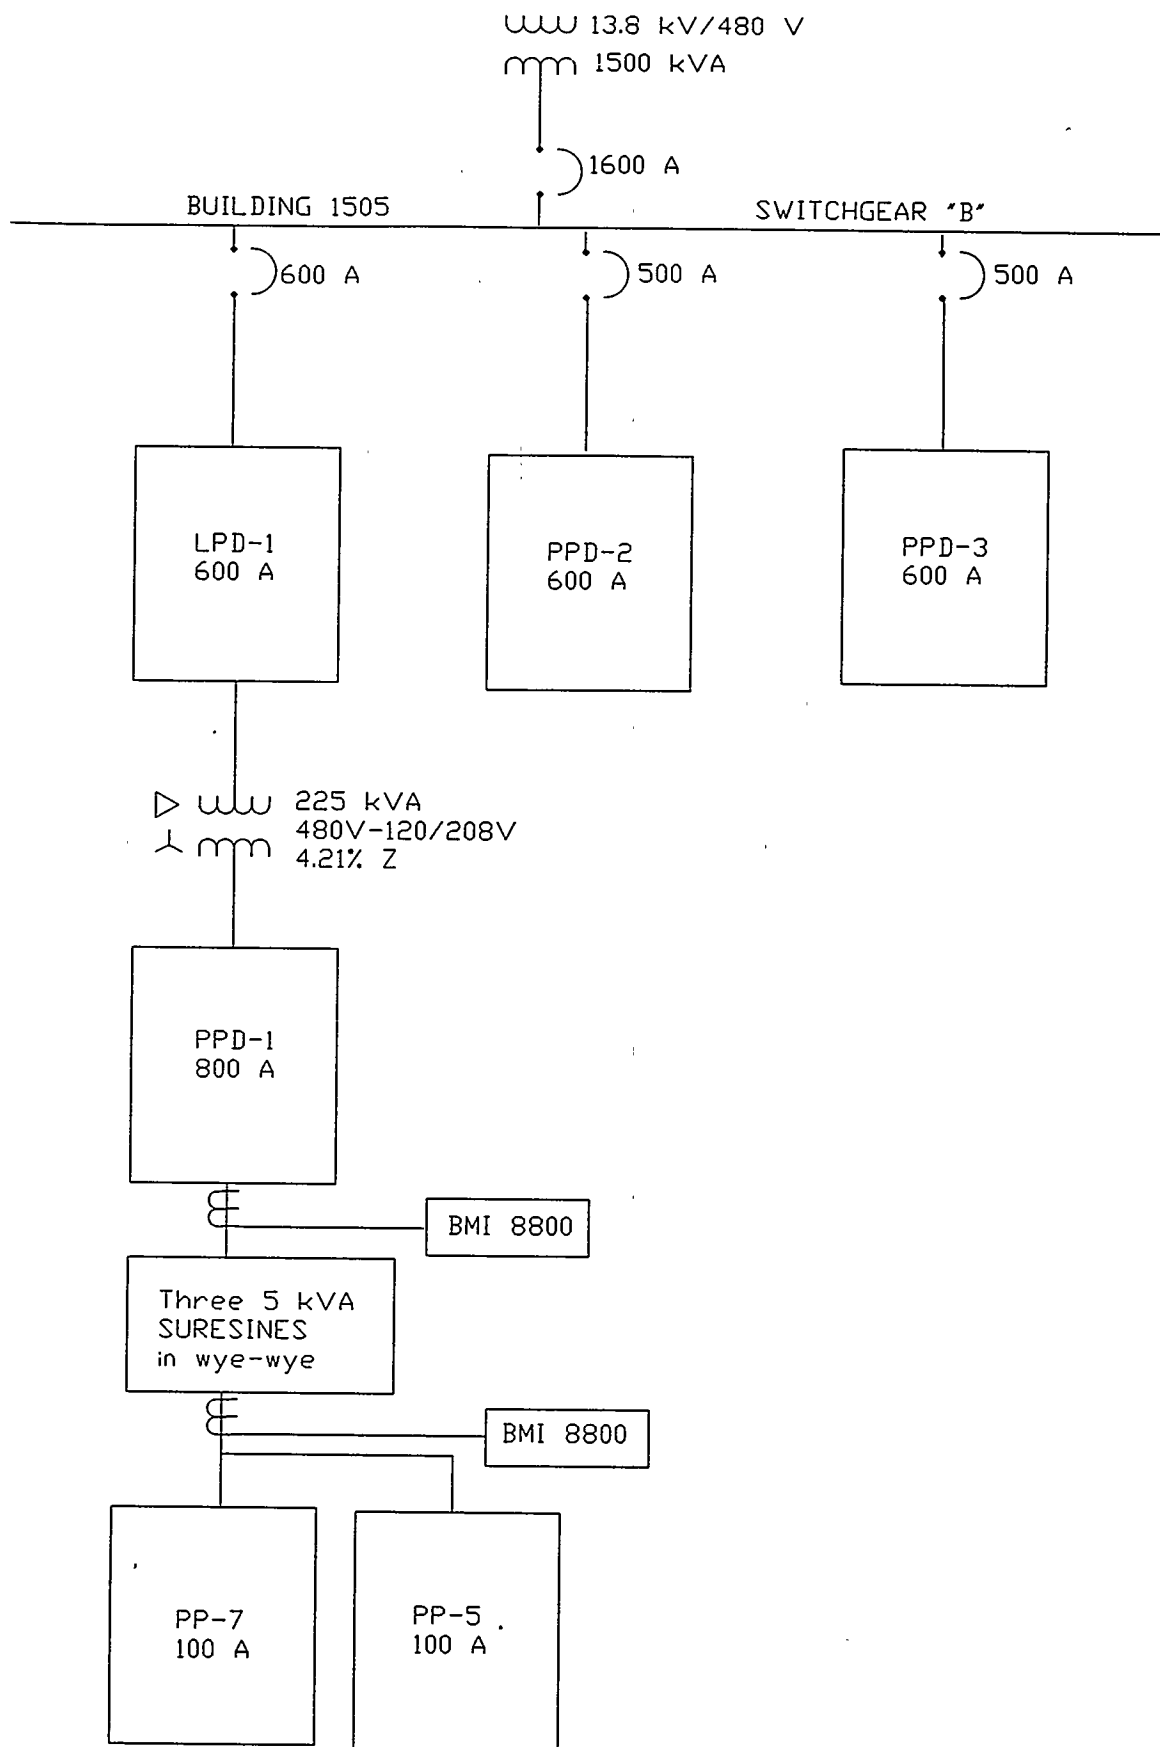 13.8 kV/480 V
1500 kVA
1600 A
BUILDING 1505
SWITCHGEAR "B"
600 A
500 A
500 A
LPD-1
600 A
PPD-2
600 A
PPD-3
600 A
225 kVA
480V-120/208V
4.21% Z
PPD-1
800 A
BMI 8800
Three 5 kVA
SURESINES
in wye-wye
BMI 8800
PP-7
100 A
PP-5
100 A